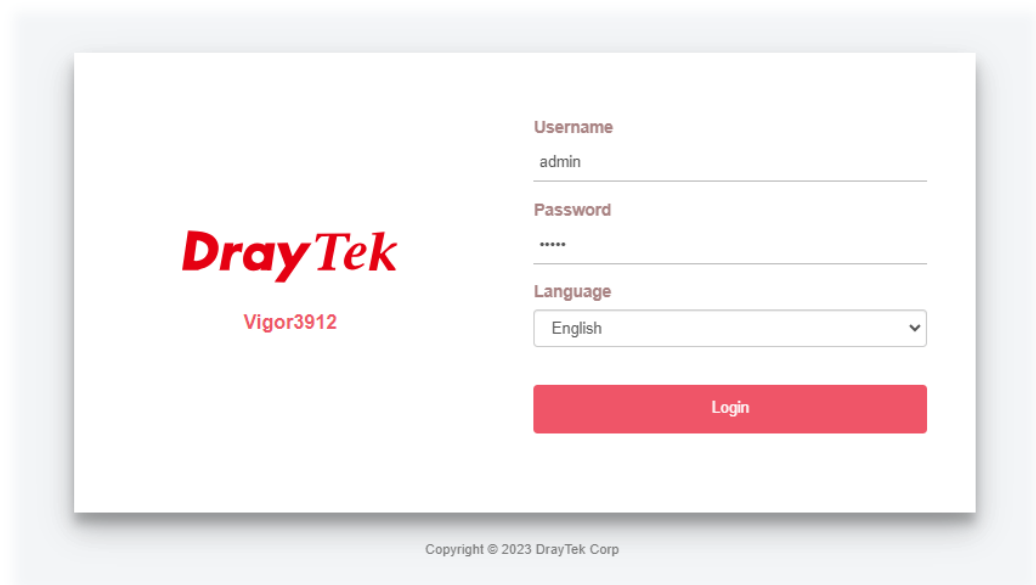 Username
admin
Password
•••••
DrayTek
Language
Vigor3912
English
Login
Copyright © 2023 DrayTek Corp